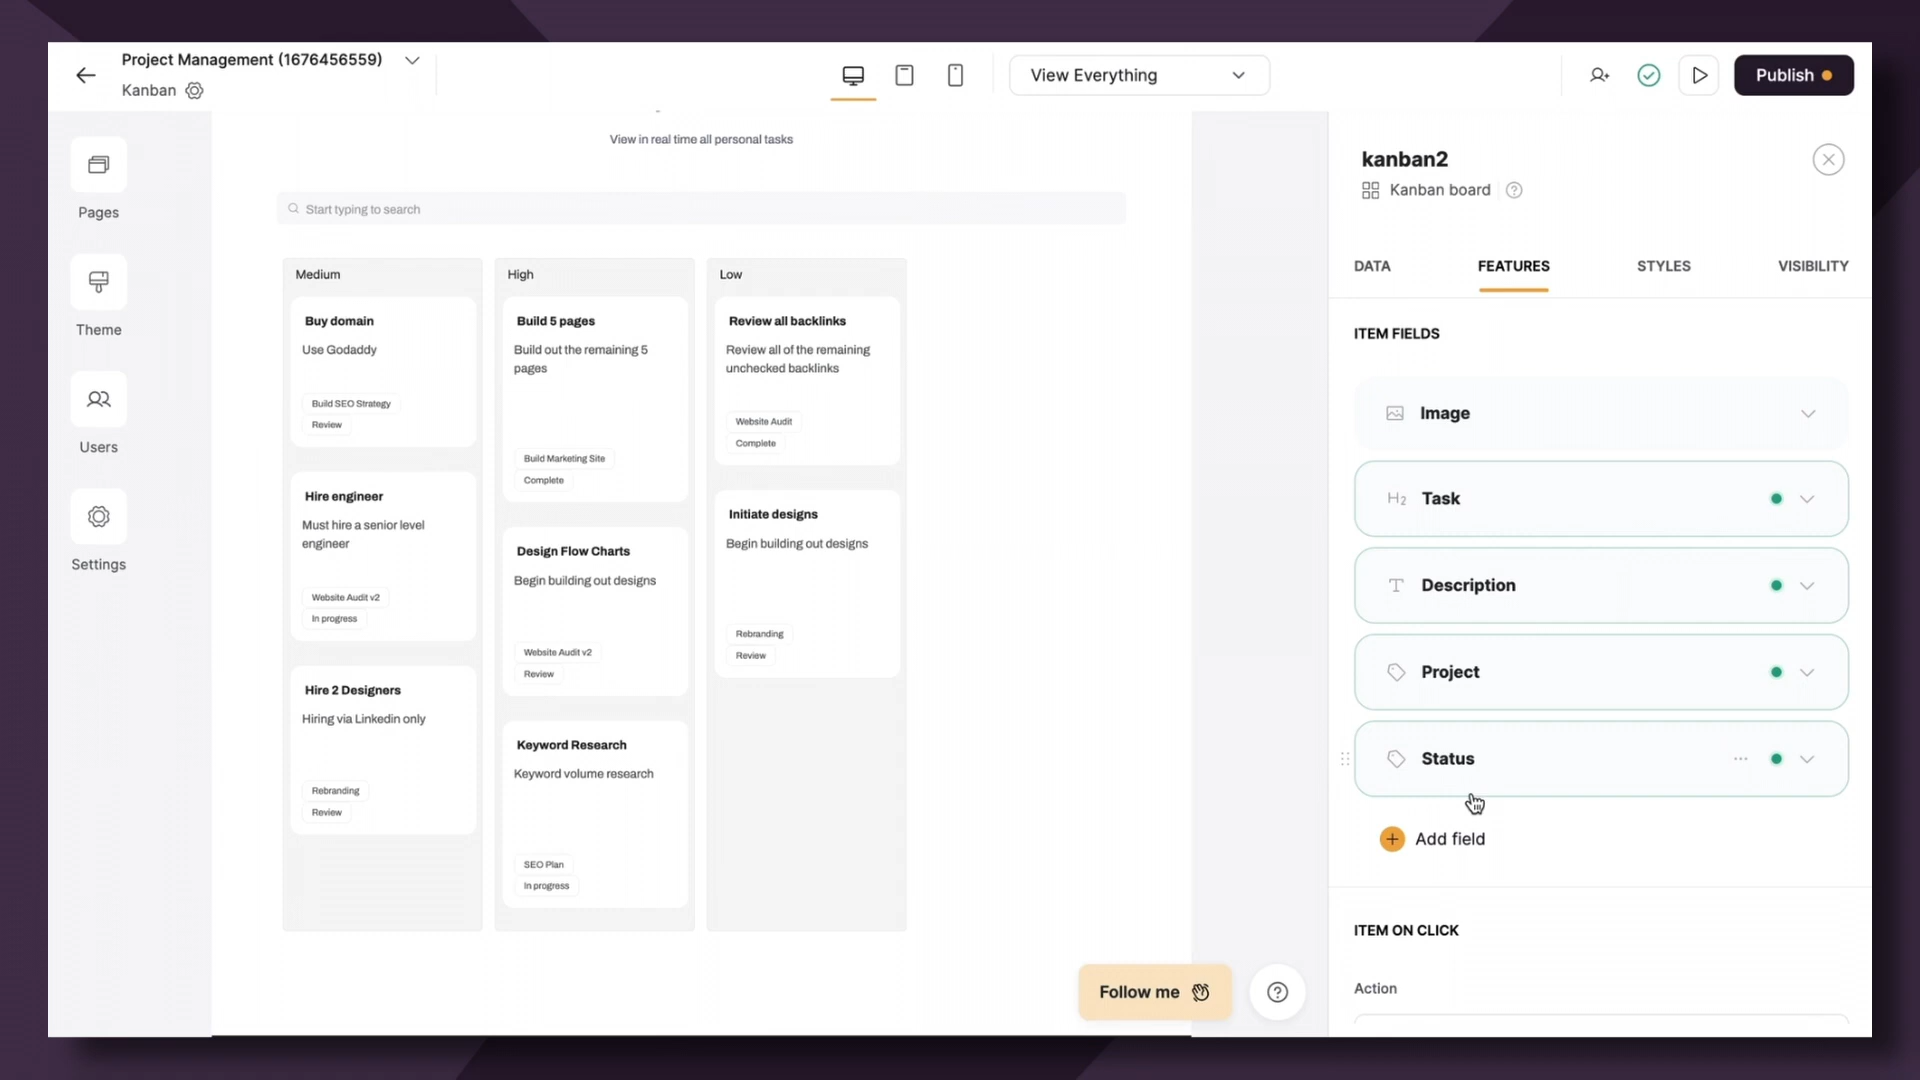 Project Management (1676456559)
Kanban
View Everything
Publish
Pages
Theme
Users
Settings
View in real time all personal tasks
Start typing to search
Medium
Buy domain
Use Godaddy
Build SEO Strategy
Review
Hire engineer
Must hire a senior level
engineer
Website Audit v2
In progress
Hire 2 Designers
Hiring via Linkedin only
Rebranding
Review
High
Build 5 pages
Build out the remaining 5
pages
Build Marketing Site
Complete
Design Flow Charts
Begin building out designs
Website Audit v2
Review
Keyword Research
Keyword volume research
SEO Plan
In progress
Low
Review all backlinks
Review all of the remaining
unchecked backlinks
Website Audit
Complete
Initiate designs
Begin building out designs
Rebranding
Review
Follow me
kanban2
Kanban board
DATA FEATURES STYLES VISIBILITY
ITEM FIELDS
Image
H2 Task
T Description
Project
Status
Add field
ITEM ON CLICK
Action